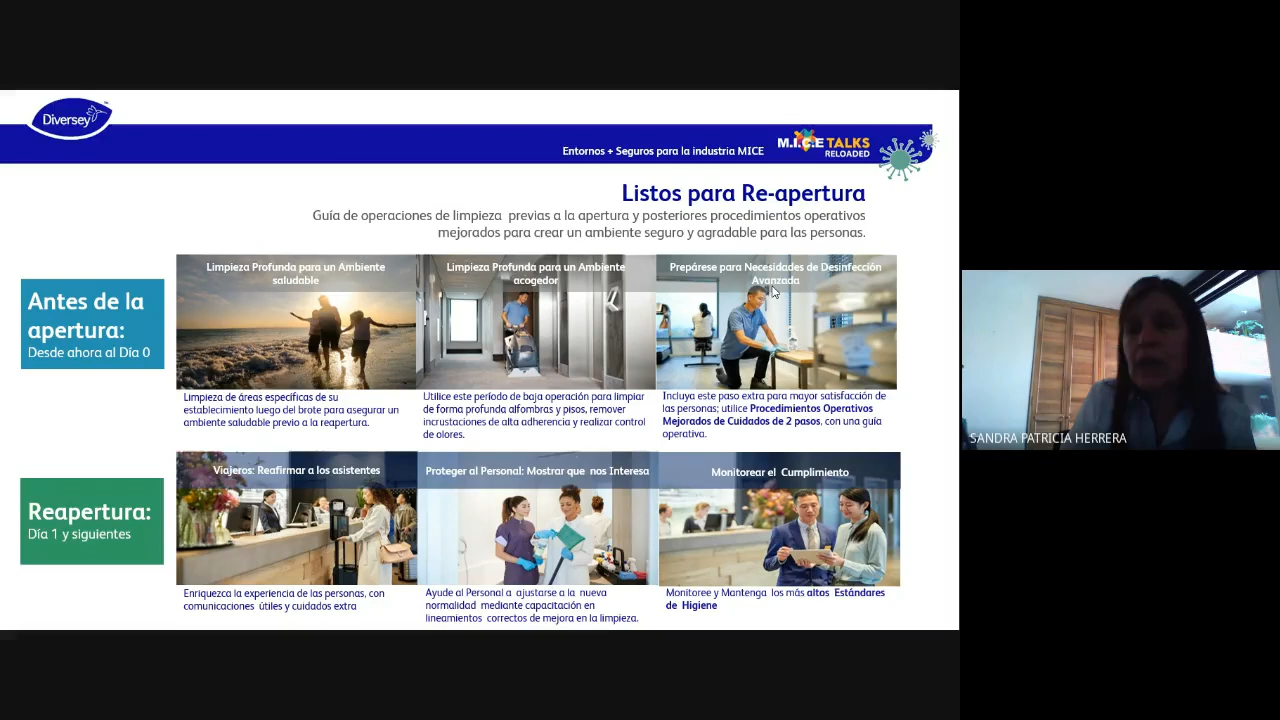 Diversey
Entornos + Seguros para la industria MICE
M.I.C.E TALKS
RELOADED
Listos para Re-apertura
Guía de operaciones de limpieza previas a la apertura y posteriores procedimientos operativos
mejorados para crear un ambiente seguro y agradable para las personas.
Antes de la
apertura:
Desde ahora al Día 0
Limpieza Profunda para un Ambiente
saludable
Limpieza de áreas especificas de su
establecimiento luego del brote para asegurar un
ambiente saludable previo a la reapertura.
Limpieza Profunda para un Ambiente
acogedor
Utilice este período de baja operación para limpiar
de forma profunda alfombras y pisos, remover
incrustaciones de alta adherencia y realizar control
de olores.
Prepárese para Necesidades de Desinfección
Avanzada
Incluya este paso extra para mayor satisfacción de
las personas; utilice Procedimientos Operativos
Mejorados de Cuidados de 2 pasos, con una guía
operativa.
Reapertura:
Día 1 y siguientes
Viajeros: Reafirmar a los asistentes
Enriquezca la experiencia de las personas, con
comunicaciones útiles y cuidados extra
Proteger al Personal: Mostrar que nos Interesa
Ayude al Personal a ajustarse a la nueva
normalidad mediante capacitación en
lineamientos correctos de mejora en la limpieza.
Monitorear el Cumplimiento
Monitoree y Mantenga los más altos Estándares
de Higiene
SANDRA PATRICIA HERRERA